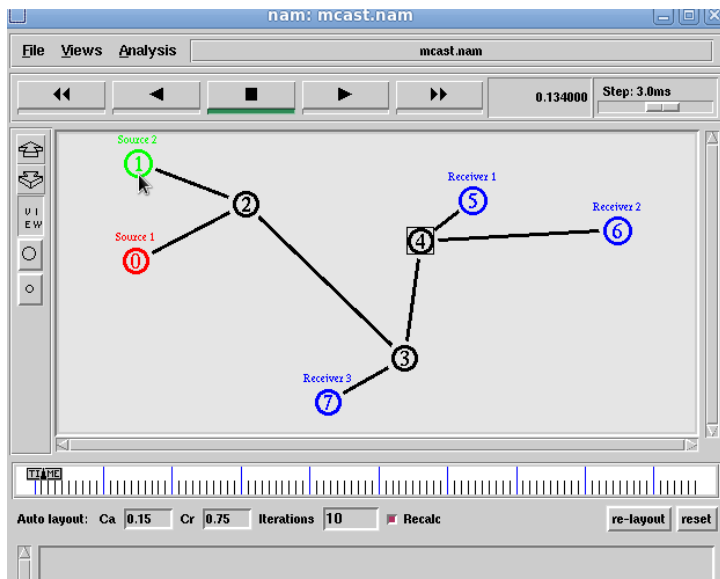 nam: mcast.nam
File Views Analysis mcast.nam
0.134000 Step: 3.0ms
VI
EW
Source 2
1
2
Source 1
0
Receiver 1
5
Receiver 2
6
4
3
Receiver 3
7
TIME
Auto layout: Ca 0.15 Cr 0.75 Iterations 10 Recalc re-layout reset